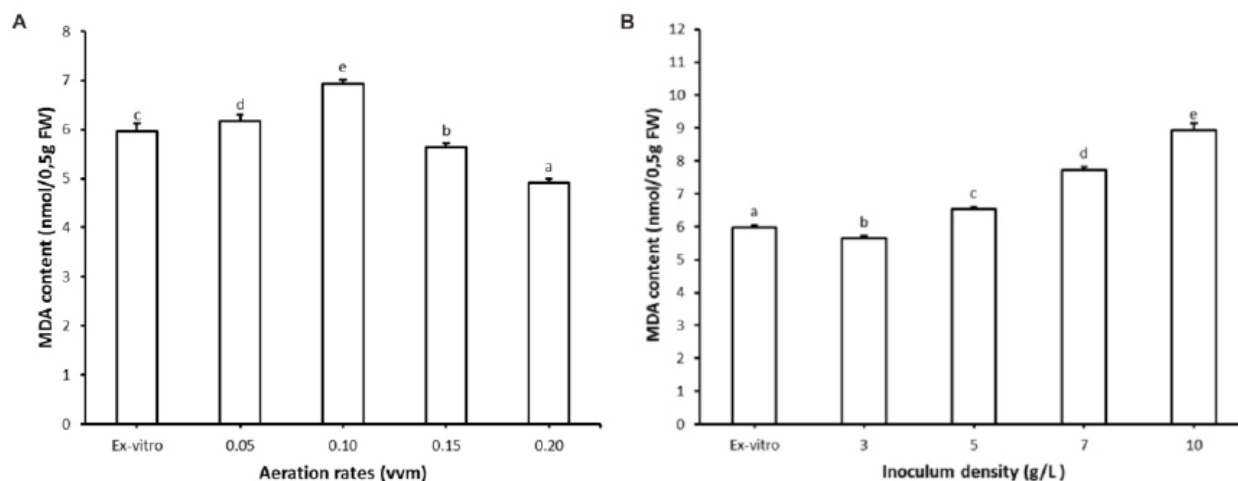 A
MDA content (nmol/0,5g FW)
8
7
6
5
4
3
2
1
0
c
d
e
b
a
Ex-vitro 0.05 0.10 0.15 0.20
Aeration rates (vvm)
B
MDA content (nmol/0,5g FW)
12
11
10
9
8
7
6
5
4
3
2
1
0
a
b
c
d
e
Ex-vitro 3 5 7 10
Inoculum density (g/L)